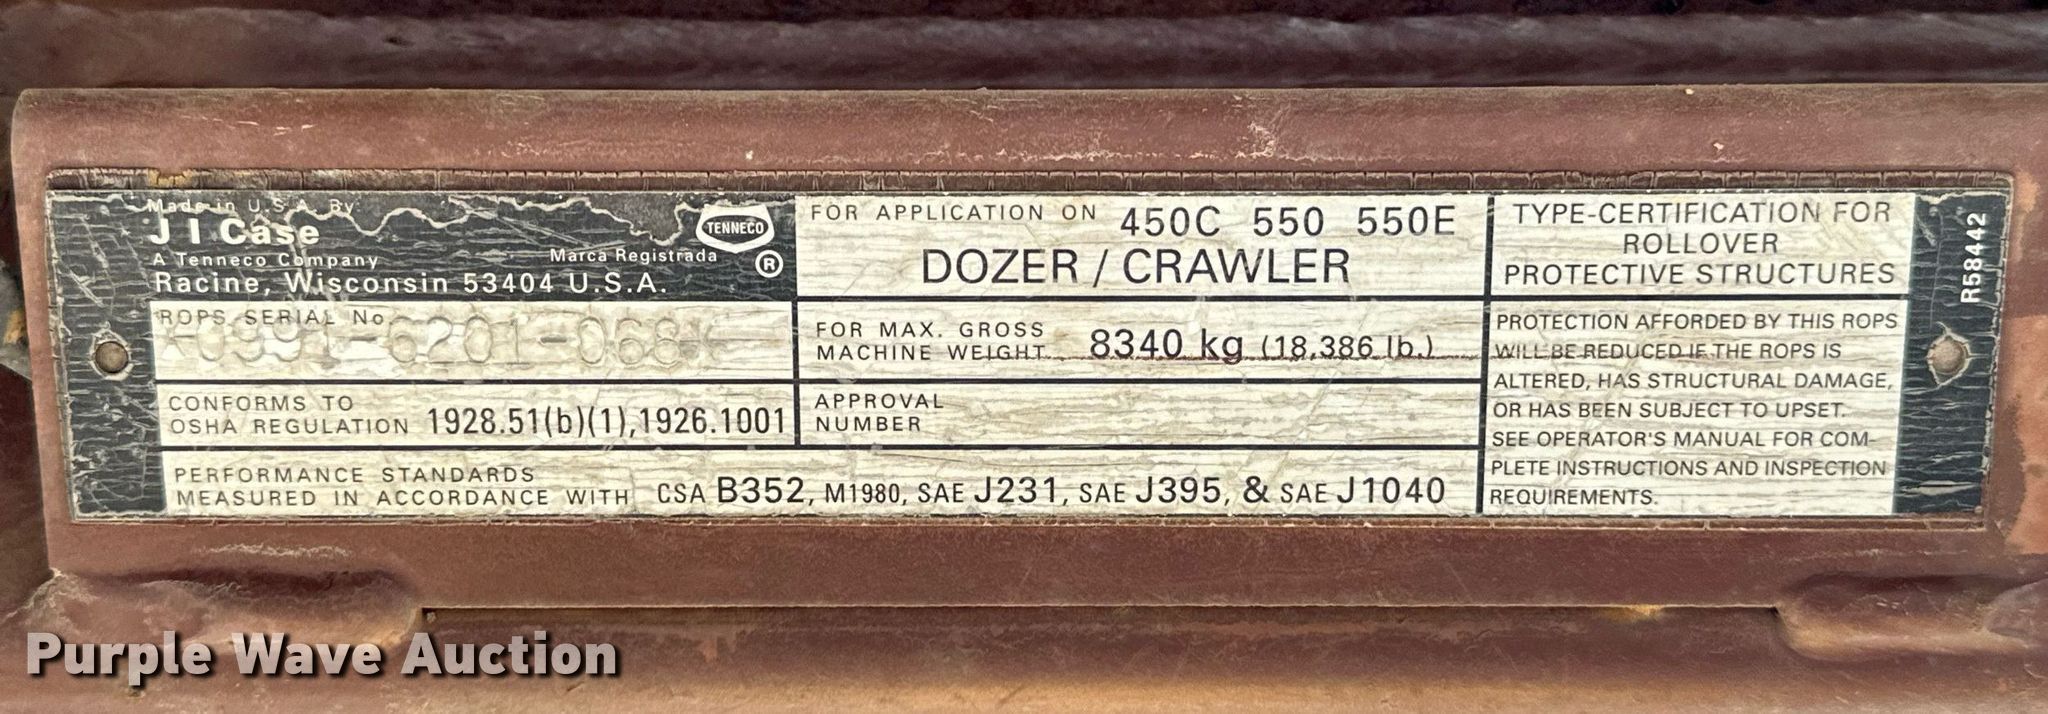 Made in U.S.A. By
J I Case
A Tenneco Company
Racine, Wisconsin 53404 U.S.A.
TENNECO
Marca Registrada
®
ROPS SERIAL No.
CONFORMS TO
OSHA REGULATION 1928.51(b)(1),1926.1001
PERFORMANCE STANDARDS
MEASURED IN ACCORDANCE WITH CSA B352, M1980, SAE J231, SAE J395, & SAE J1040
FOR APPLICATION ON 450C 550 550E
DOZER / CRAWLER
FOR MAX. GROSS
MACHINE WEIGHT 8340 kg (18,386 lb.)
APPROVAL
NUMBER
TYPE-CERTIFICATION FOR
ROLLOVER
PROTECTIVE STRUCTURES
PROTECTION AFFORDED BY THIS ROPS
WILL BE REDUCED IF THE ROPS IS
ALTERED, HAS STRUCTURAL DAMAGE,
OR HAS BEEN SUBJECT TO UPSET.
SEE OPERATOR'S MANUAL FOR COM-
PLETE INSTRUCTIONS AND INSPECTION
REQUIREMENTS.
R58442
Purple Wave Auction